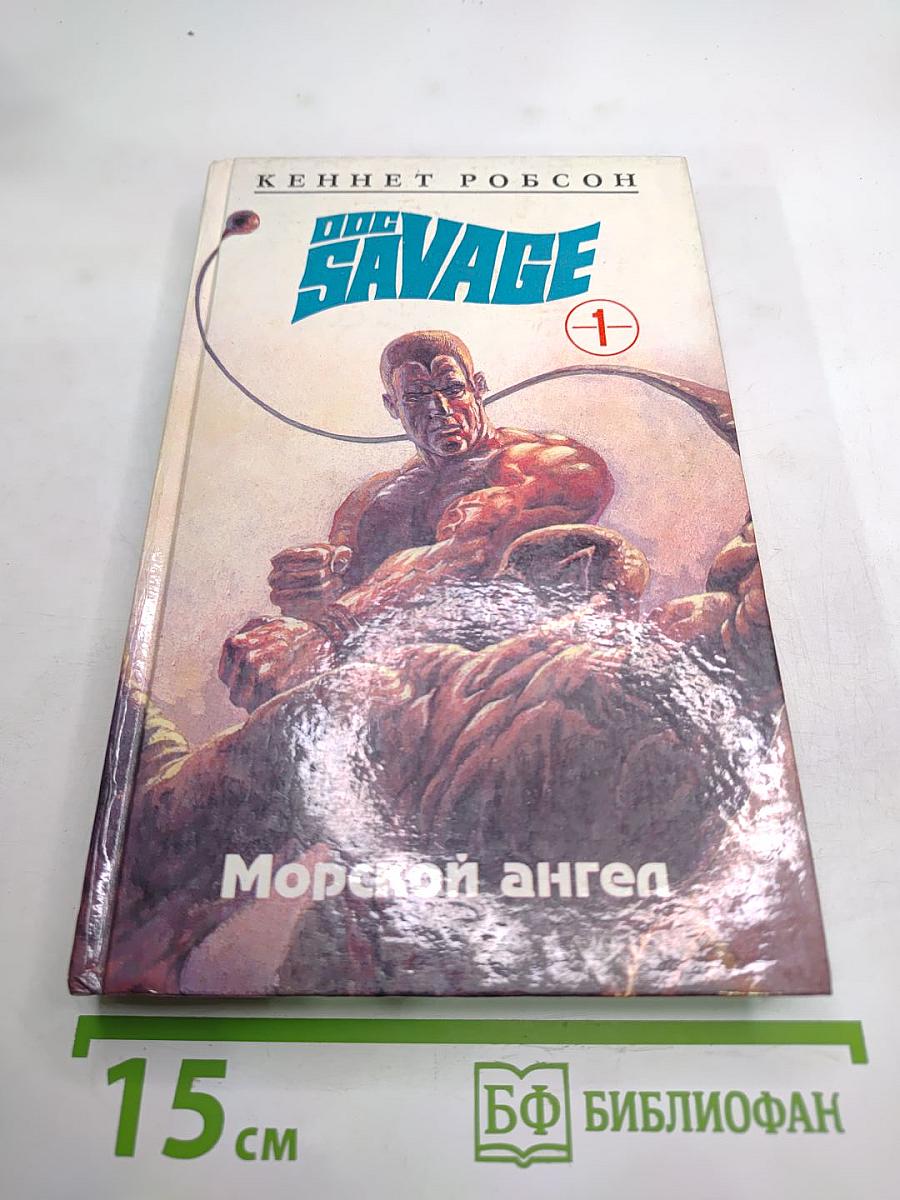 КЕННЕТ РОБСОН
DOC
SAVAGE
1
Морской ангел
15 см
БФ БИБЛИОФАН